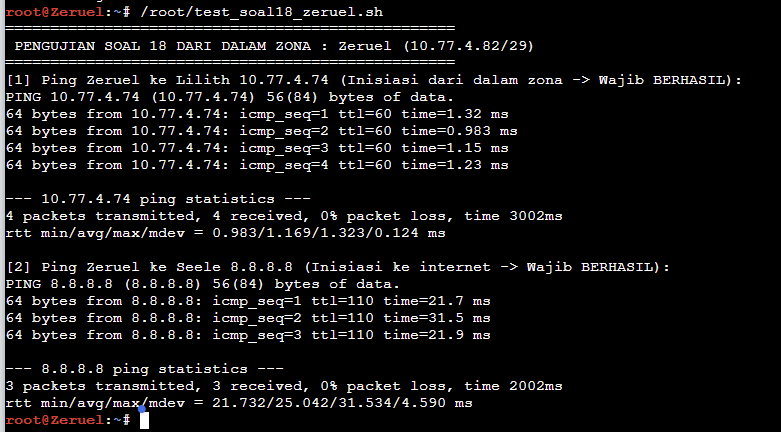 root@Zeruel:~# /root/test_soal18_zeruel.sh
==================================================
 PENGUJIAN SOAL 18 DARI DALAM ZONA : Zeruel (10.77.4.82/29)
==================================================
[1] Ping Zeruel ke Lilith 10.77.4.74 (Inisiasi dari dalam zona -> Wajib BERHASIL):
PING 10.77.4.74 (10.77.4.74) 56(84) bytes of data.
64 bytes from 10.77.4.74: icmp_seq=1 ttl=60 time=1.32 ms
64 bytes from 10.77.4.74: icmp_seq=2 ttl=60 time=0.983 ms
64 bytes from 10.77.4.74: icmp_seq=3 ttl=60 time=1.15 ms
64 bytes from 10.77.4.74: icmp_seq=4 ttl=60 time=1.23 ms

--- 10.77.4.74 ping statistics ---
4 packets transmitted, 4 received, 0% packet loss, time 3002ms
rtt min/avg/max/mdev = 0.983/1.169/1.323/0.124 ms

[2] Ping Zeruel ke Seele 8.8.8.8 (Inisiasi ke internet -> Wajib BERHASIL):
PING 8.8.8.8 (8.8.8.8) 56(84) bytes of data.
64 bytes from 8.8.8.8: icmp_seq=1 ttl=110 time=21.7 ms
64 bytes from 8.8.8.8: icmp_seq=2 ttl=110 time=31.5 ms
64 bytes from 8.8.8.8: icmp_seq=3 ttl=110 time=21.9 ms

--- 8.8.8.8 ping statistics ---
3 packets transmitted, 3 received, 0% packet loss, time 2002ms
rtt min/avg/max/mdev = 21.732/25.042/31.534/4.590 ms
root@Zeruel:~#